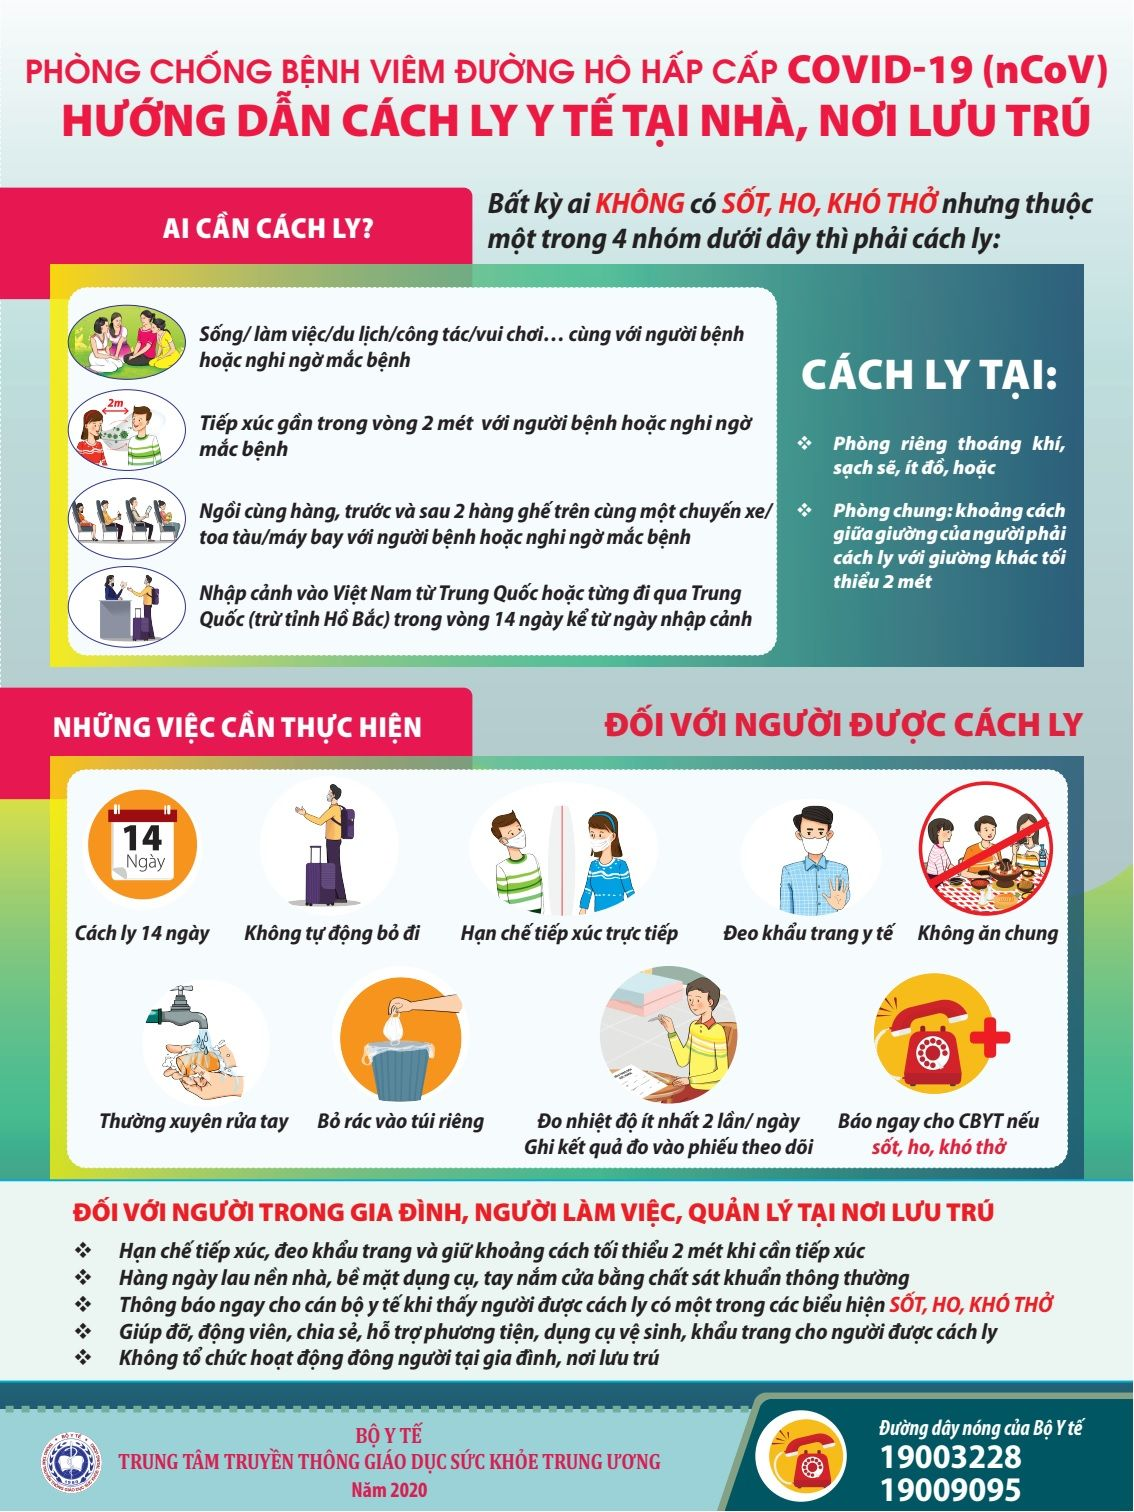 PHÒNG CHỐNG BỆNH VIÊM ĐƯỜNG HÔ HẤP CẤP COVID-19 (nCoV)
HƯỚNG DẪN CÁCH LY Y TẾ TẠI NHÀ, NƠI LƯU TRÚ
AI CẦN CÁCH LY?
Bất kỳ ai KHÔNG có SỐT, HO, KHÓ THỞ nhưng thuộc
một trong 4 nhóm dưới dây thì phải cách ly:
Sống/ làm việc/du lịch/công tác/vui chơi... cùng với người bệnh
hoặc nghi ngờ mắc bệnh
2m
Tiếp xúc gần trong vòng 2 mét với người bệnh hoặc nghi ngờ
mắc bệnh
Ngồi cùng hàng, trước và sau 2 hàng ghế trên cùng một chuyến xe/
toa tàu/máy bay với người bệnh hoặc nghi ngờ mắc bệnh
Nhập cảnh vào Việt Nam từ Trung Quốc hoặc từng đi qua Trung
Quốc (trừ tỉnh Hồ Bắc) trong vòng 14 ngày kể từ ngày nhập cảnh
CÁCH LY TẠI:
❖ Phòng riêng thoáng khí,
sạch sẽ, ít đồ, hoặc
❖ Phòng chung: khoảng cách
giữa giường của người phải
cách ly với giường khác tối
thiểu 2 mét
NHỮNG VIỆC CẦN THỰC HIỆN
ĐỐI VỚI NGƯỜI ĐƯỢC CÁCH LY
14
Ngày
Cách ly 14 ngày
Không tự động bỏ đi
Hạn chế tiếp xúc trực tiếp
Đeo khẩu trang y tế
Không ăn chung
Thường xuyên rửa tay
Bỏ rác vào túi riêng
Đo nhiệt độ ít nhất 2 lần/ ngày
Ghi kết quả đo vào phiếu theo dõi
Báo ngay cho CBYT nếu
sốt, ho, khó thở
ĐỐI VỚI NGƯỜI TRONG GIA ĐÌNH, NGƯỜI LÀM VIỆC, QUẢN LÝ TẠI NƠI LƯU TRÚ
❖ Hạn chế tiếp xúc, đeo khẩu trang và giữ khoảng cách tối thiểu 2 mét khi cần tiếp xúc
❖ Hàng ngày lau nền nhà, bề mặt dụng cụ, tay nắm cửa bằng chất sát khuẩn thông thường
❖ Thông báo ngay cho cán bộ y tế khi thấy người được cách ly có một trong các biểu hiện SỐT, HO, KHÓ THỞ
❖ Giúp đỡ, động viên, chia sẻ, hỗ trợ phương tiện, dụng cụ vệ sinh, khẩu trang cho người được cách ly
❖ Không tổ chức hoạt động đông người tại gia đình, nơi lưu trú
BỘ Y TẾ
TRUNG TÂM TRUYỀN THÔNG GIÁO DỤC SỨC KHỎE TRUNG ƯƠNG
Năm 2020
Đường dây nóng của Bộ Y tế
19003228
19009095